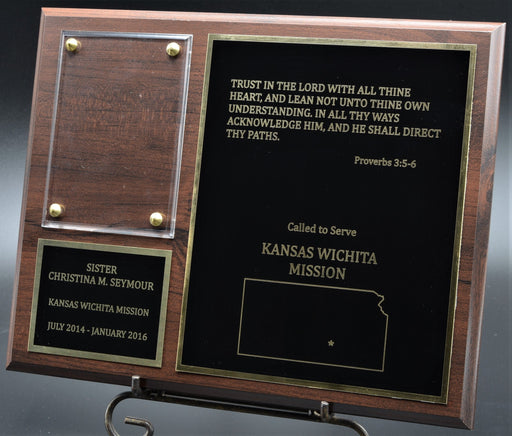 TRUST IN THE LORD WITH ALL THINE
HEART, AND LEAN NOT UNTO THINE OWN
UNDERSTANDING. IN ALL THY WAYS
ACKNOWLEDGE HIM, AND HE SHALL DIRECT
THY PATHS.
Proverbs 3:5-6
Called to Serve
KANSAS WICHITA
MISSION
SISTER
CHRISTINA M. SEYMOUR
KANSAS WICHITA MISSION
JULY 2014 - JANUARY 2016